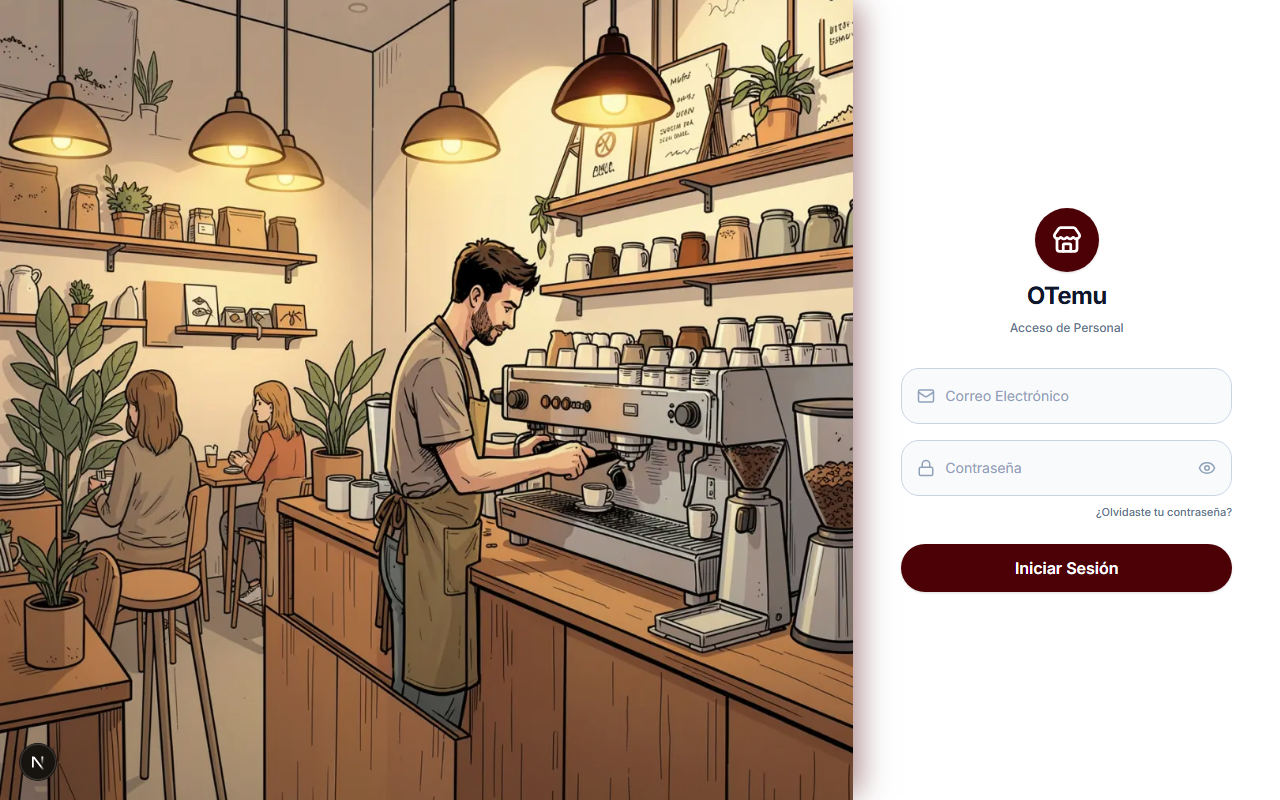 OTemu
Acceso de Personal
Correo Electrónico
Contraseña
¿Olvidaste tu contraseña?
Iniciar Sesión
N